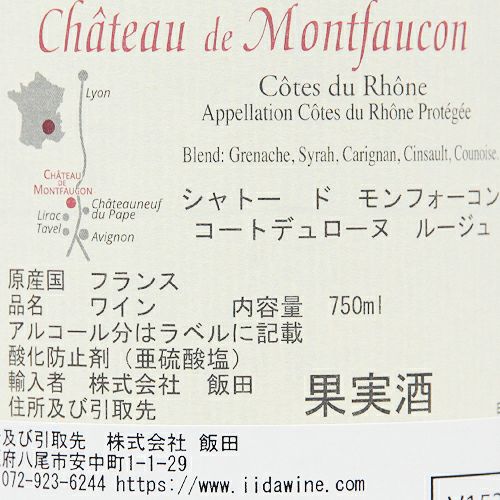 Château de Montfaucon
Côtes du Rhône
Appellation Côtes du Rhône Protégée
Blend: Grenache, Syrah, Carignan, Cinsault, Counoise.
Lyon
CHÂTEAU
DE
MONTFAUCON
Châteauneuf
du Pape
Lirac
Tavel
Avignon
シャトー ド モンフォーコン
コートデュローヌ ルージュ
原産国 フランス
品名 ワイン 内容量 750ml
アルコール分はラベルに記載
酸化防止剤（亜硫酸塩）
輸入者 株式会社 飯田
住所及び引取先
果実酒
及び引取先 株式会社 飯田
府八尾市安中町1-1-29
072-923-6244 https://www.iidawine.com